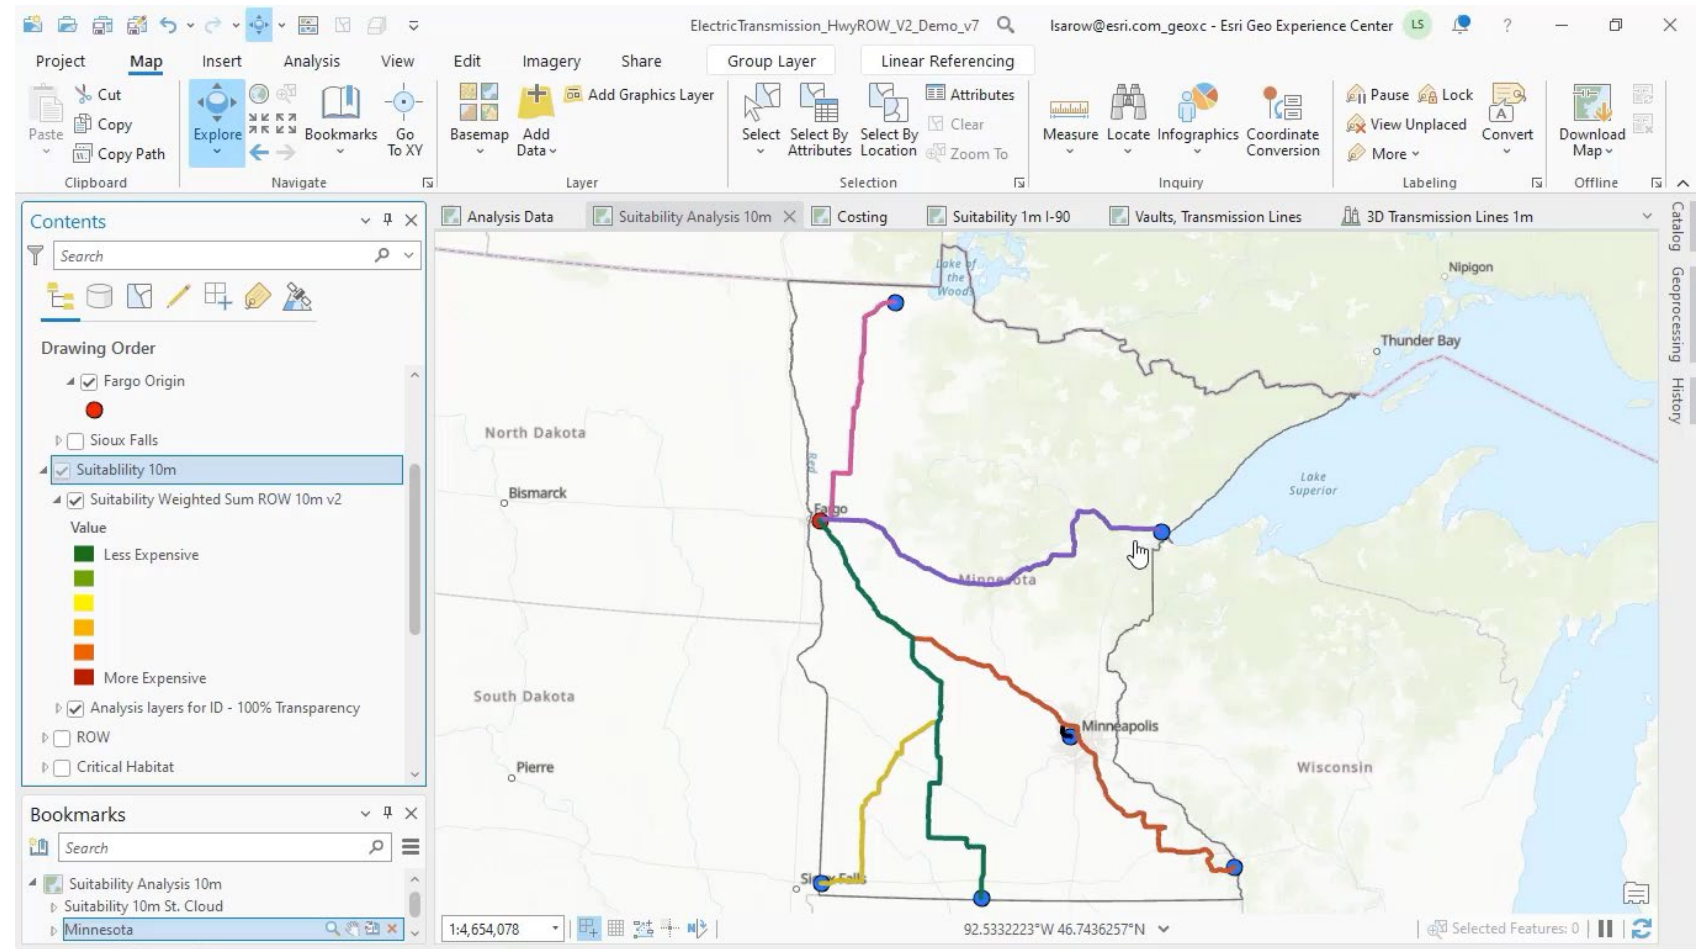 ElectricTransmission_HwyROW_V2_Demo_v7
lsarow@esri.com_geoxc - Esri Geo Experience Center
LS
?
Project
Map
Insert
Analysis
View
Edit
Imagery
Share
Group Layer
Linear Referencing
Paste
Cut
Copy
Copy Path
Clipboard
Explore
Bookmarks
Go
To XY
Navigate
Basemap
Add
Data
Add Graphics Layer
Layer
Select
Select By
Attributes
Select By
Location
Attributes
Clear
Zoom To
Selection
Measure
Locate
Infographics
Coordinate
Conversion
Inquiry
Pause
Lock
View Unplaced
More
A
Convert
Labeling
Download
Map
Offline
Contents
Search
Drawing Order
Fargo Origin
Sioux Falls
Suitablility 10m
Suitability Weighted Sum ROW 10m v2
Value
Less Expensive
More Expensive
Analysis layers for ID - 100% Transparency
ROW
Critical Habitat
Bookmarks
Search
Suitability Analysis 10m
Suitability 10m St. Cloud
Minnesota
Analysis Data
Suitability Analysis 10m
Costing
Suitability 1m I-90
Vaults, Transmission Lines
3D Transmission Lines 1m
Catalog
Geoprocessing
History
Lake of
the
Woods
Nipigon
Thunder Bay
North Dakota
Red
Lake
Superior
Bismarck
Fargo
Minnesota
South Dakota
Minneapolis
Pierre
Wisconsin
Sioux Falls
1:4,654,078
92.5332223°W 46.7436257°N
Selected Features: 0